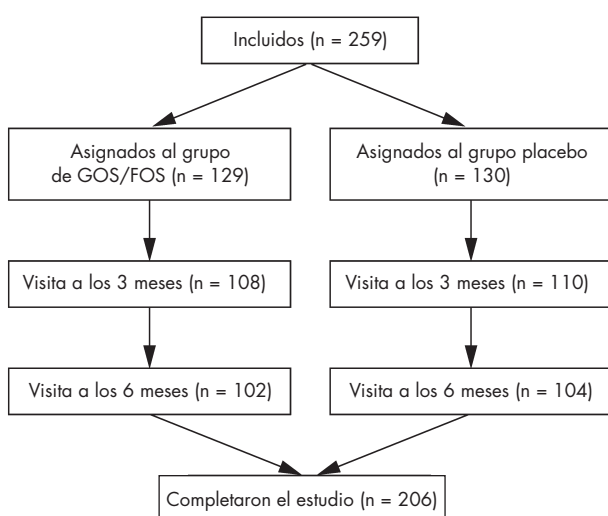 Incluidos (n = 259)
Asignados al grupo
de GOS/FOS (n = 129)
Asignados al grupo placebo
(n = 130)
Visita a los 3 meses (n = 108)
Visita a los 3 meses (n = 110)
Visita a los 6 meses (n = 102)
Visita a los 6 meses (n = 104)
Completaron el estudio (n = 206)